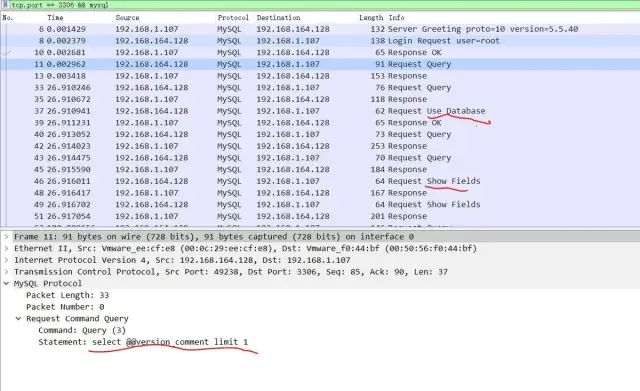 tcp.port == 3306 && mysql
No. Time Source Protocol Destination Length Info
6 0.001429 192.168.1.107 MySQL 192.168.164.128 132 Server Greeting proto=10 version=5.5.40
8 0.002379 192.168.164.128 MySQL 192.168.1.107 138 Login Request user=root
10 0.002681 192.168.1.107 MySQL 192.168.164.128 65 Response OK
11 0.002962 192.168.164.128 MySQL 192.168.1.107 91 Request Query
13 0.003418 192.168.1.107 MySQL 192.168.164.128 153 Response
33 26.910246 192.168.164.128 MySQL 192.168.1.107 76 Request Query
35 26.910672 192.168.1.107 MySQL 192.168.164.128 118 Response
37 26.910941 192.168.164.128 MySQL 192.168.1.107 62 Request Use Database
39 26.911231 192.168.1.107 MySQL 192.168.164.128 65 Response OK
40 26.913052 192.168.164.128 MySQL 192.168.1.107 73 Request Query
42 26.914023 192.168.1.107 MySQL 192.168.164.128 253 Response
43 26.914475 192.168.164.128 MySQL 192.168.1.107 70 Request Query
45 26.915590 192.168.1.107 MySQL 192.168.164.128 184 Response
46 26.916011 192.168.164.128 MySQL 192.168.1.107 64 Request Show Fields
48 26.916417 192.168.1.107 MySQL 192.168.164.128 167 Response
49 26.916702 192.168.164.128 MySQL 192.168.1.107 64 Request Show Fields
51 26.917054 192.168.1.107 MySQL 192.168.164.128 201 Response
Frame 11: 91 bytes on wire (728 bits), 91 bytes captured (728 bits) on interface 0
Ethernet II, Src: Vmware_ee:cf:e8 (00:0c:29:ee:cf:e8), Dst: Vmware_f0:44:bf (00:50:56:f0:44:bf)
Internet Protocol Version 4, Src: 192.168.164.128, Dst: 192.168.1.107
Transmission Control Protocol, Src Port: 49238, Dst Port: 3306, Seq: 85, Ack: 90, Len: 37
MySQL Protocol
Packet Length: 33
Packet Number: 0
Request Command Query
Command: Query (3)
Statement: select @@version_comment limit 1